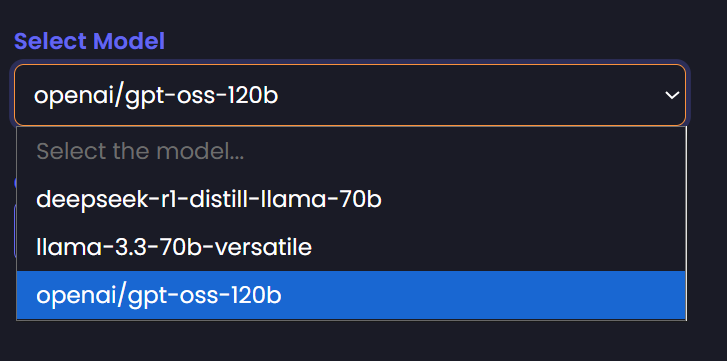 Select Model
openai/gpt-oss-120b
Select the model...
deepseek-r1-distill-llama-70b
llama-3.3-70b-versatile
openai/gpt-oss-120b